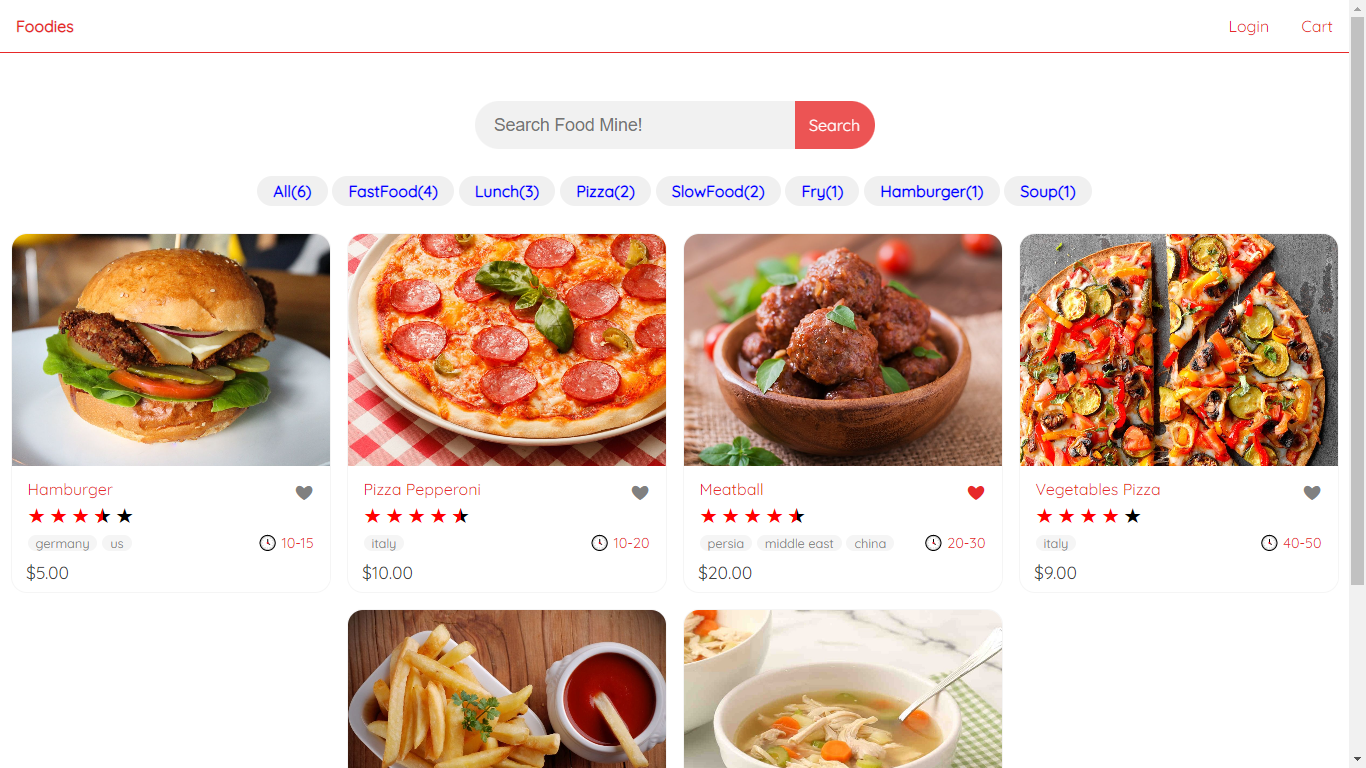 Foodies Login Cart
Search Food Mine! Search
All(6) FastFood(4) Lunch(3) Pizza(2) SlowFood(2) Fry(1) Hamburger(1) Soup(1)
Hamburger
germany us 10-15
$5.00
Pizza Pepperoni
italy 10-20
$10.00
Meatball
persia middle east china 20-30
$20.00
Vegetables Pizza
italy 40-50
$9.00